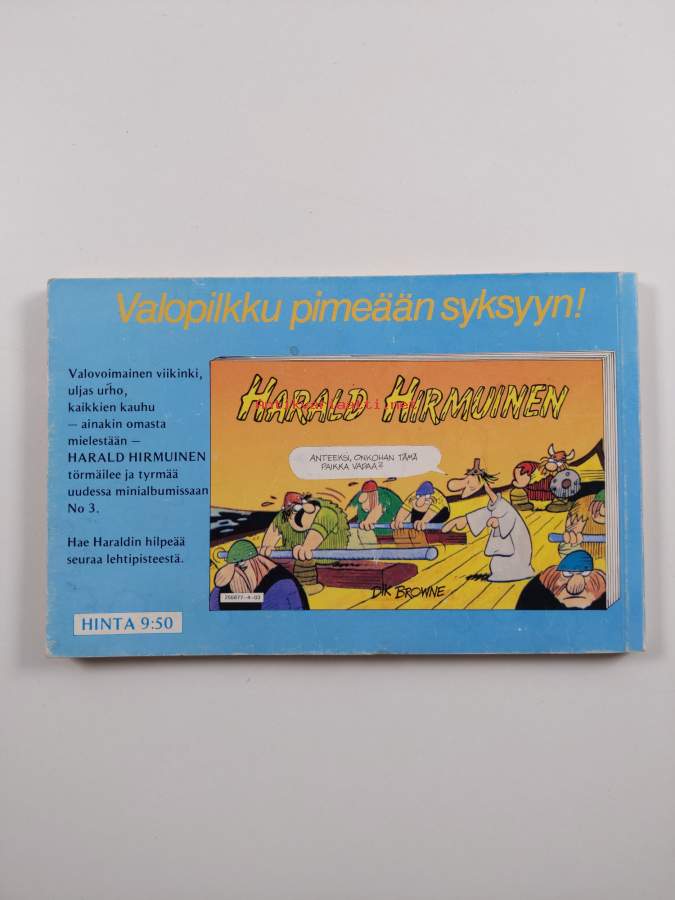 Valopilkku pimeään syksyyn!
Valovoimainen viikinki,
uljas urho,
kaikkien kauhu
— ainakin omasta
mielestään —
HARALD HIRMUINEN
törmäilee ja tyrmää
uudessa minialbumissaan
No 3.
Hae Haraldin hilpeää
seuraa lehtipisteestä.
HINTA 9:50
HARALD HIRMUINEN
Antikvariaatti.net
ANTEEKSI, ONKOHAN TÄMÄ
PAIKKA VAPAA?
DIK BROWNE